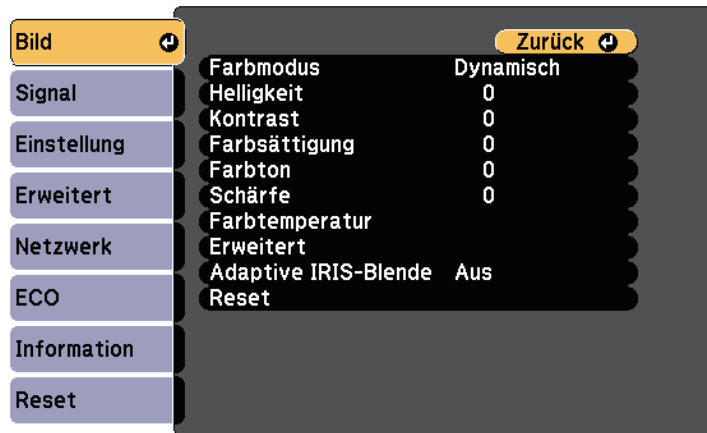 Bild
Signal
Einstellung
Erweitert
Netzwerk
ECO
Information
Reset
Zurück
Farbmodus Dynamisch
Helligkeit 0
Kontrast 0
Farbsättigung 0
Farbton 0
Schärfe 0
Farbtemperatur
Erweitert
Adaptive IRIS-Blende Aus
Reset